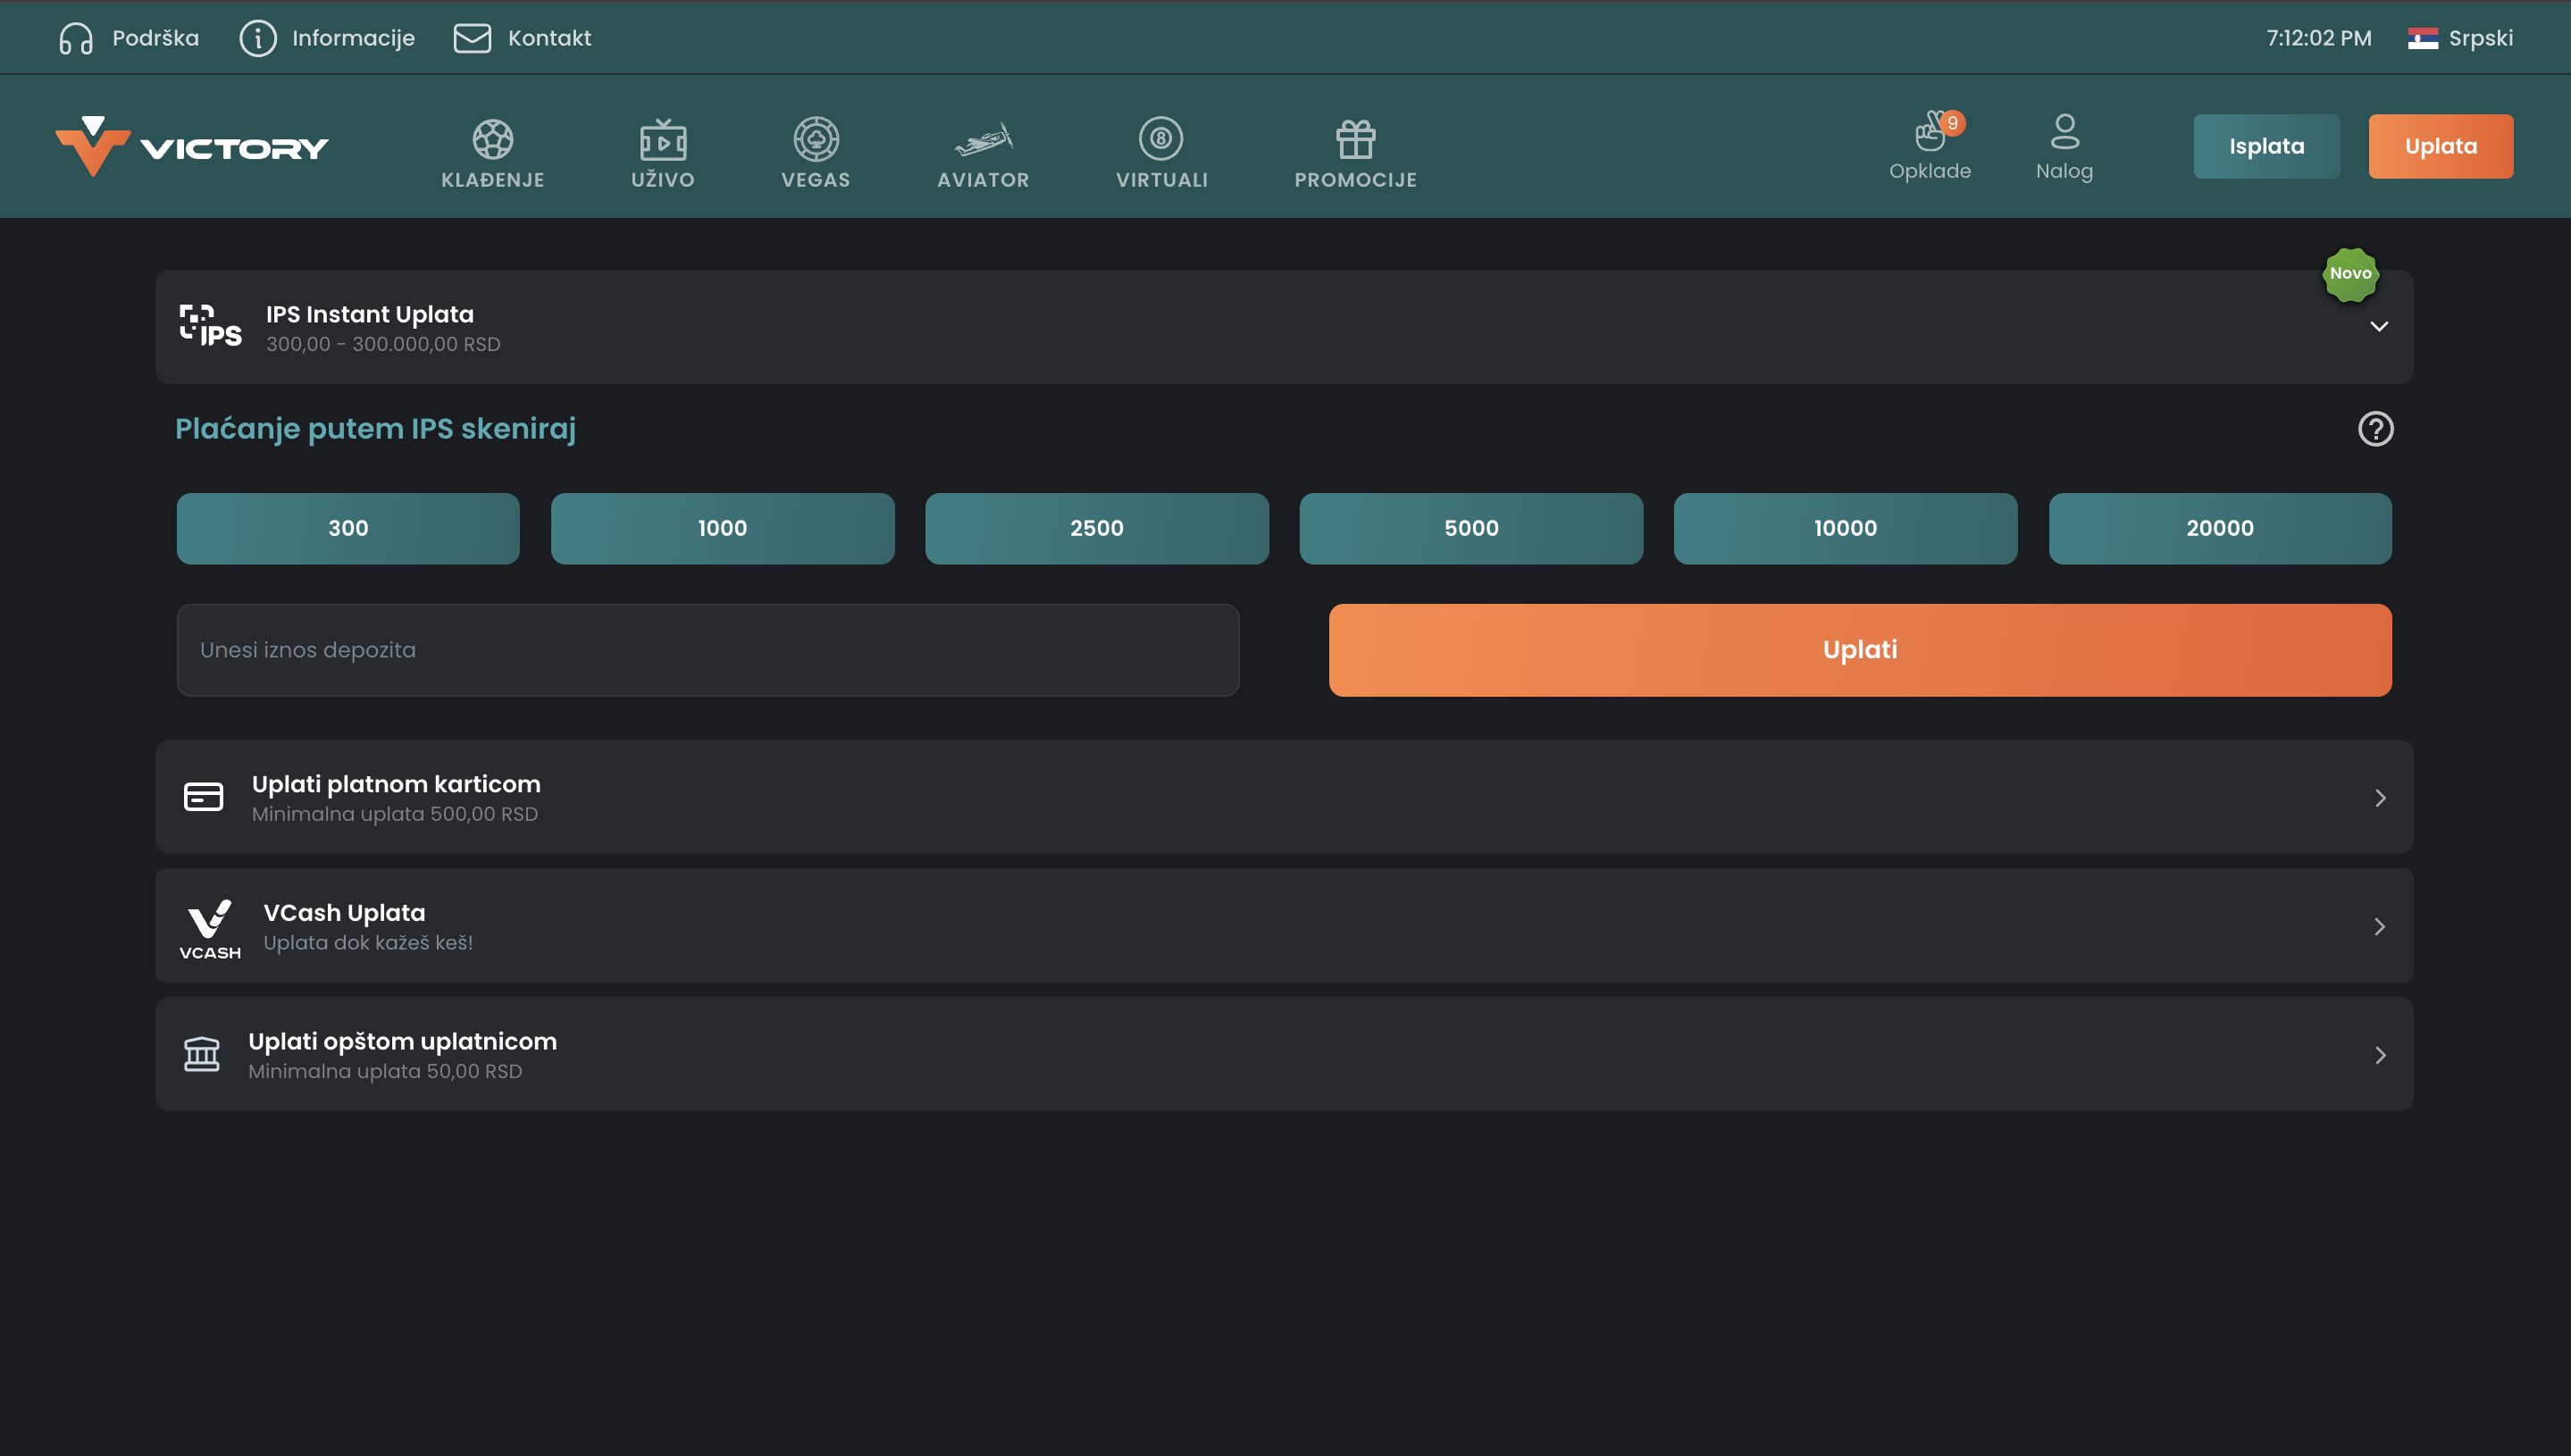 Podrška Informacije Kontakt 7:12:02 PM Srpski
VICTORY
KLAĐENJE UŽIVO VEGAS AVIATOR 8 VIRTUALI PROMOCIJE
9
Opklade Nalog Isplata Uplata
Novo
IPS
IPS Instant Uplata
300,00 - 300.000,00 RSD
Plaćanje putem IPS skeniraj
300 1000 2500 5000 10000 20000
Unesi iznos depozita Uplati
Uplati platnom karticom
Minimalna uplata 500,00 RSD
VCASH
VCash Uplata
Uplata dok kažeš keš!
Uplati opštom uplatnicom
Minimalna uplata 50,00 RSD